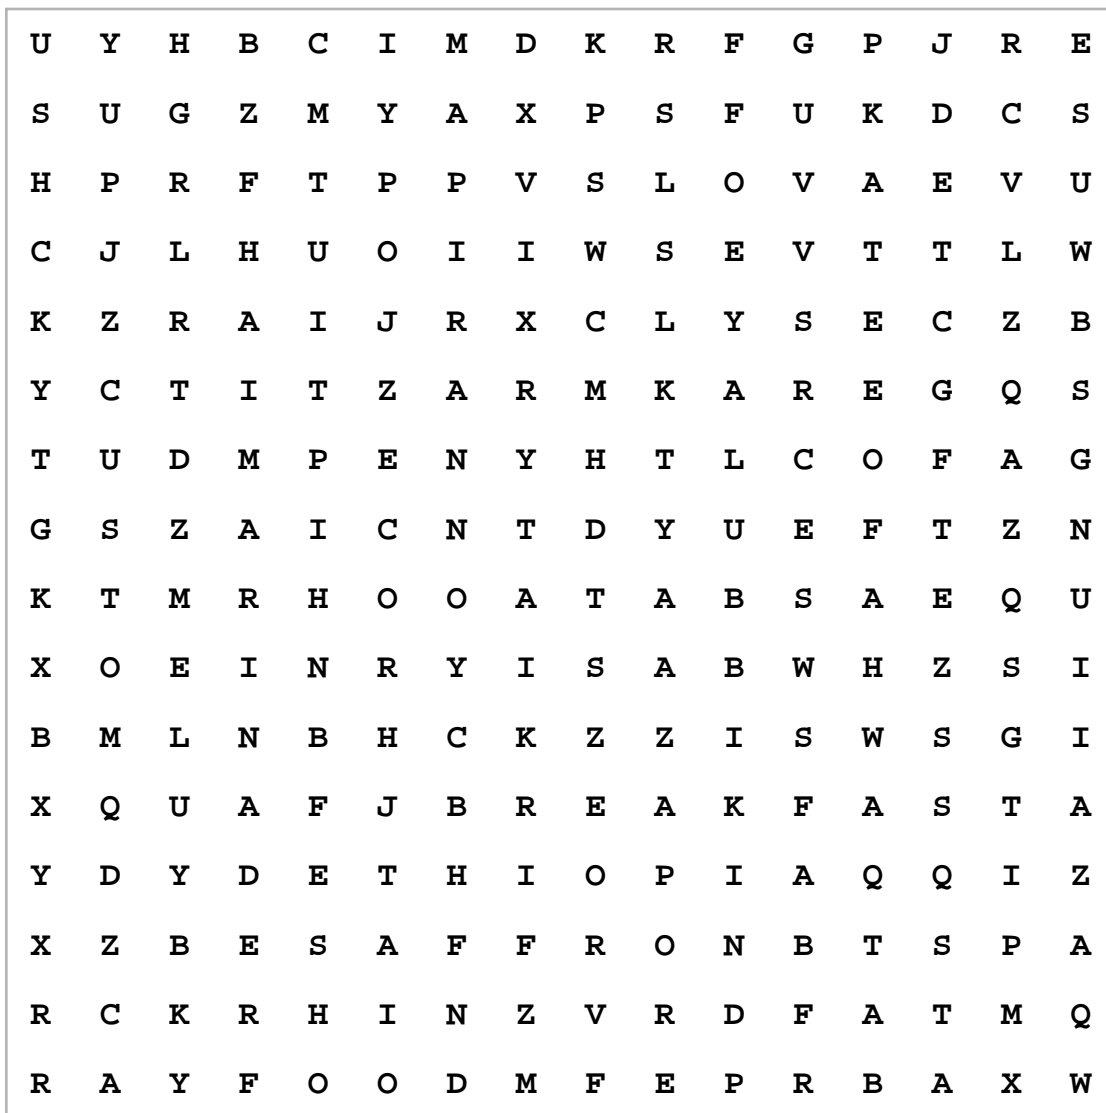 U Y H B C I M D K R F G P J R E
S U G Z M Y A X P S F U K D C S
H P R F T P P V S L O V A E V U
C J L H U O I I W S E V T T L W
K Z R A I J R X C L Y S E C Z B
Y C T I T Z A R M K A R E G Q S
T U D M P E N Y H T L C O F A G
G S Z A I C N T D Y U E F T Z N
K T M R H O O A T A B S A E Q U
X O E I N R Y I S A B W H Z S I
B M L N B H C K Z Z I S W S G I
X Q U A F J B R E A K F A S T A
Y D Y D E T H I O P I A Q Q I Z
X Z B E S A F F R O N B T S P A
R C K R H I N Z V R D F A T M Q
R A Y F O O D M F E P R B A X W